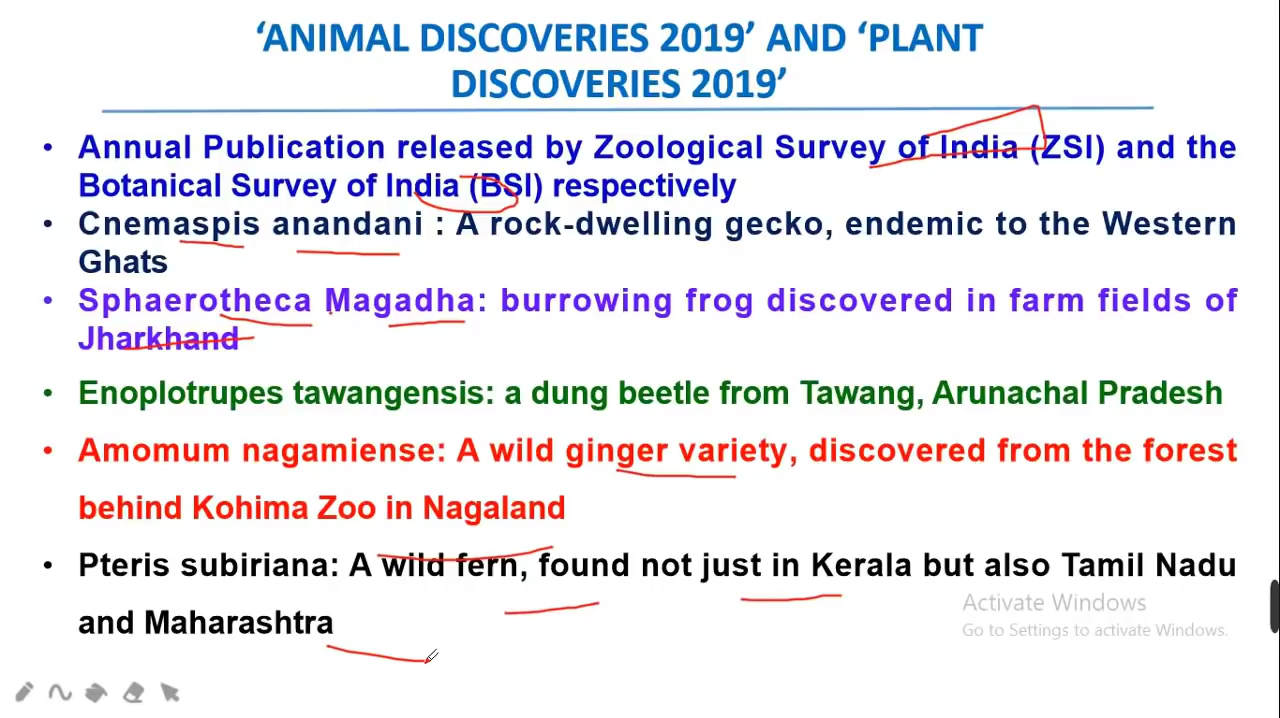 ‘ANIMAL DISCOVERIES 2019’ AND ‘PLANT
DISCOVERIES 2019’
• Annual Publication released by Zoological Survey of India (ZSI) and the
Botanical Survey of India (BSI) respectively
• Cnemaspis anandani : A rock-dwelling gecko, endemic to the Western
Ghats
• Sphaerotheca Magadha: burrowing frog discovered in farm fields of
Jharkhand
• Enoplotrupes tawangensis: a dung beetle from Tawang, Arunachal Pradesh
• Amomum nagamiense: A wild ginger variety, discovered from the forest
behind Kohima Zoo in Nagaland
• Pteris subiriana: A wild fern, found not just in Kerala but also Tamil Nadu
and Maharashtra
Activate Windows
Go to Settings to activate Windows.